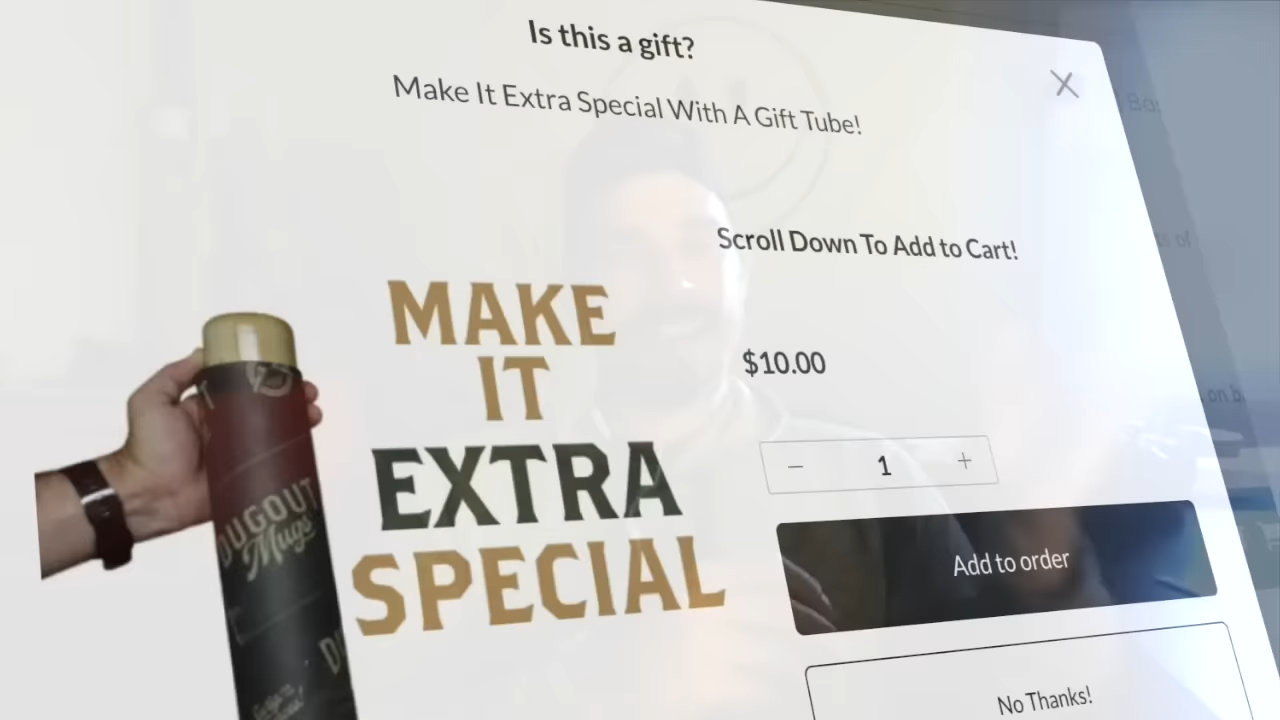 Is this a gift?
Make It Extra Special With A Gift Tube!
Scroll Down To Add to Cart!
MAKE
IT
EXTRA
SPECIAL
$10.00
− 1 +
Add to order
No Thanks!
DUGOUT
Mugs